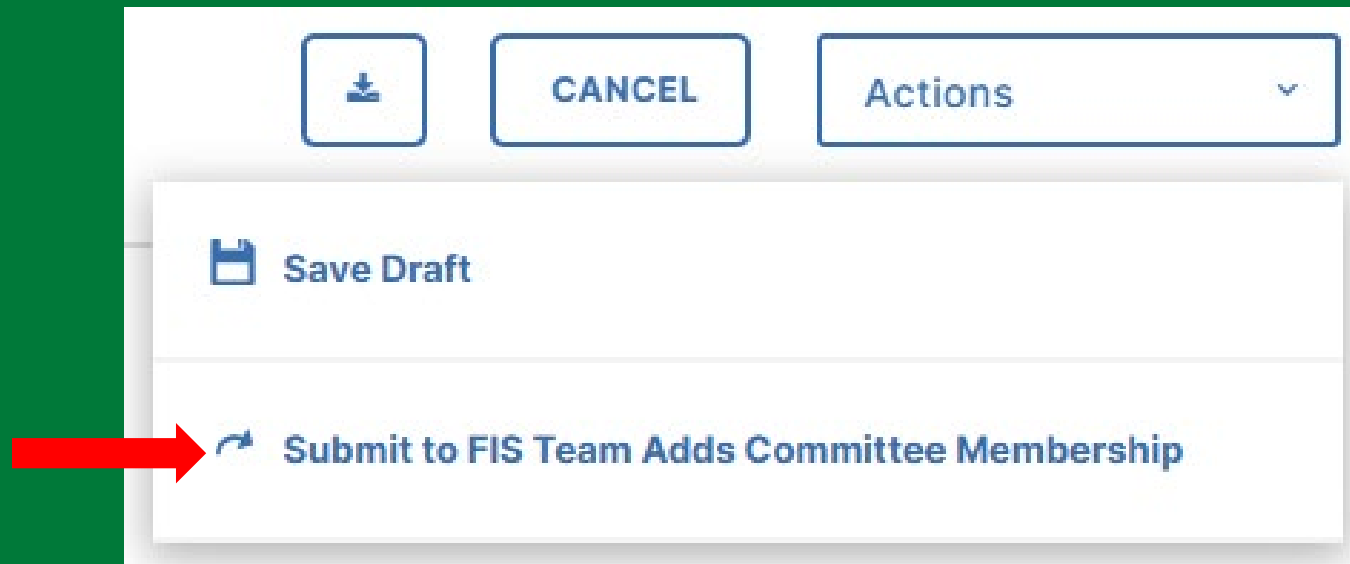 CANCEL
Actions
Save Draft
Submit to FIS Team Adds Committee Membership